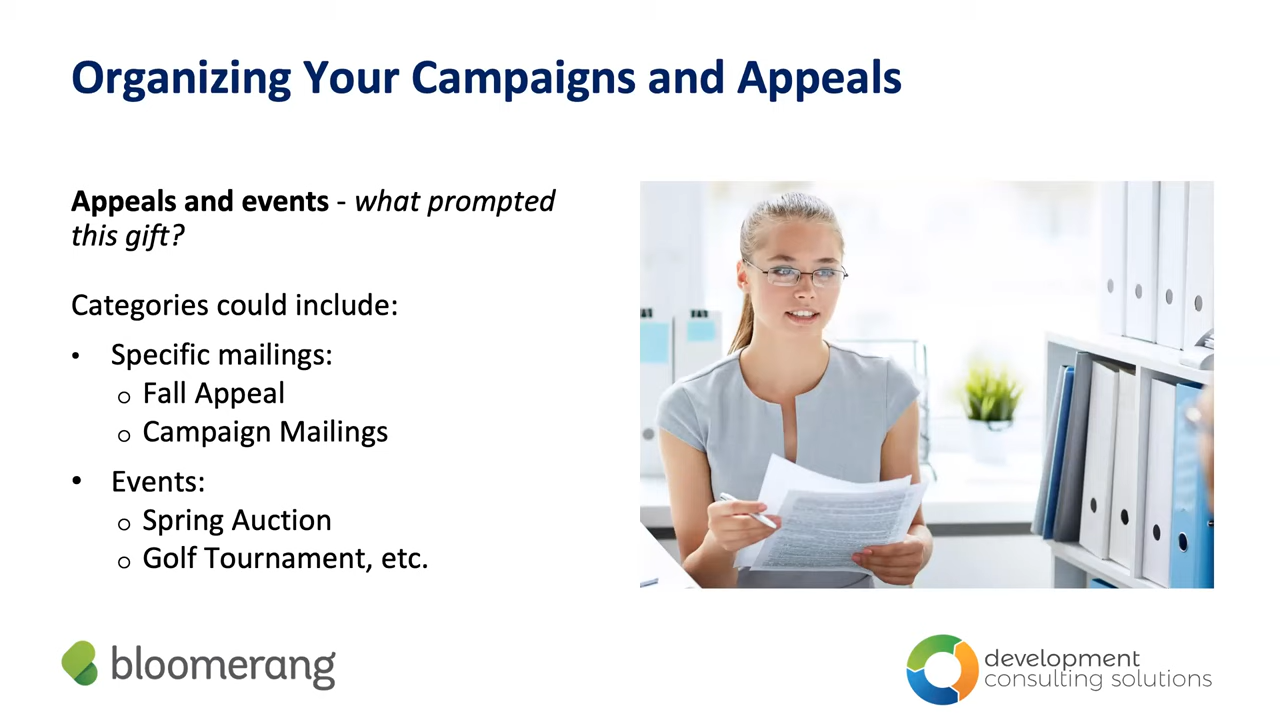 Organizing Your Campaigns and Appeals
Appeals and events - what prompted
this gift?
Categories could include:
• Specific mailings:
o Fall Appeal
o Campaign Mailings
• Events:
o Spring Auction
o Golf Tournament, etc.
bloomerang
development
consulting solutions